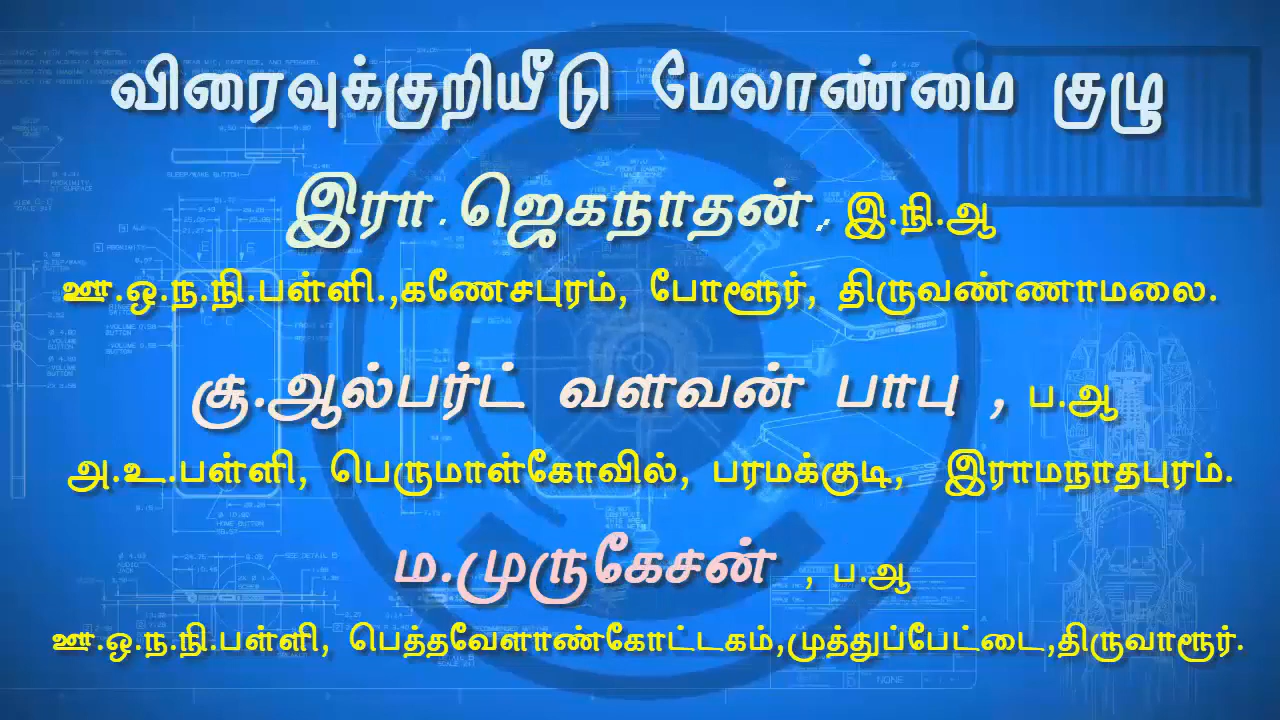 விரைவுக்குறியீடு மேலாண்மை குழு
இரா.ஜெகநாதன், இ.நி.ஆ
ஊ.ஒ.ந.நி.பள்ளி.,கணேசபுரம், போளூர், திருவண்ணாமலை.
சூ.ஆல்பர்ட் வளவன் பாபு , ப.ஆ
அ.உ.பள்ளி, பெருமாள்கோவில், பரமக்குடி, இராமநாதபுரம்.
ம.முருகேசன் , ப.ஆ
ஊ.ஒ.ந.நி.பள்ளி, பெத்தவேளாண்கோட்டகம்,முத்துப்பேட்டை,திருவாரூர்.